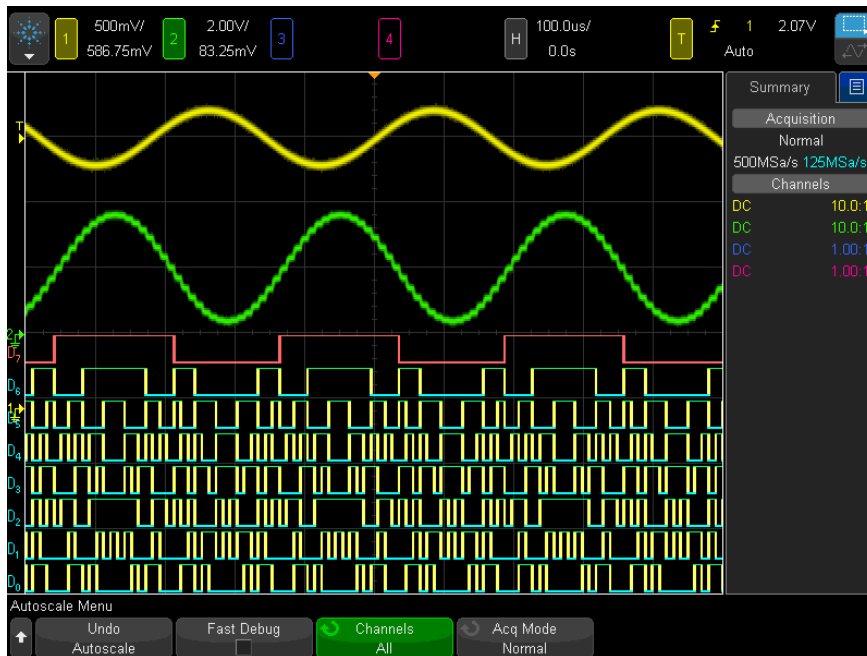 1 500mV/ 2 2.00V/ 3 4 H 100.0us/ T 1 2.07V
586.75mV 83.25mV 0.0s Auto
Summary
Acquisition
Normal
500MSa/s 125MSa/s
Channels
DC 10.0:1
DC 10.0:1
DC 1.00:1
DC 1.00:1
T
2
D7
D6
1
D5
D4
D3
D2
D1
D0
Autoscale Menu
Undo Fast Debug Channels Acq Mode
Autoscale All Normal